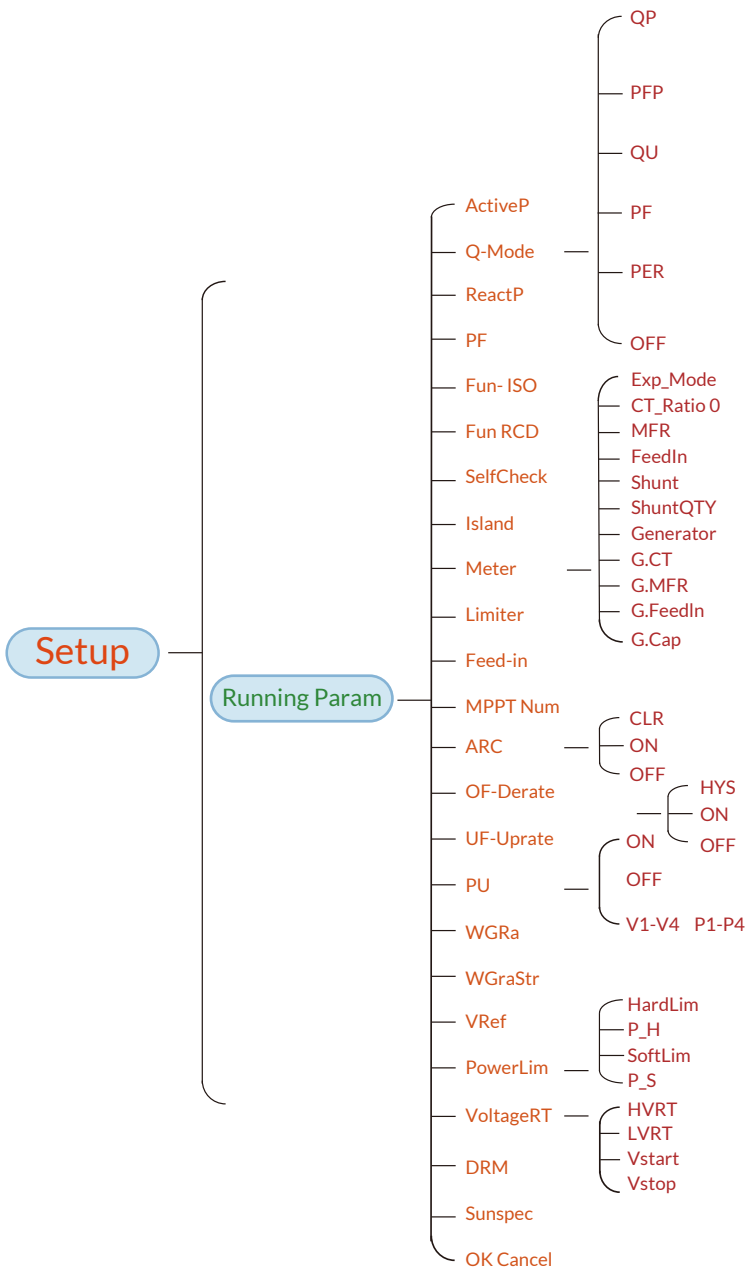 Setup
Running Param
ActiveP
Q-Mode
QP
PFP
QU
PF
PER
OFF
ReactP
PF
Fun- ISO
Fun RCD
SelfCheck
Island
Meter
Exp_Mode
CT_Ratio 0
MFR
FeedIn
Shunt
ShuntQTY
Generator
G.CT
G.MFR
G.FeedIn
G.Cap
Limiter
Feed-in
MPPT Num
ARC
CLR
ON
OFF
OF-Derate
UF-Uprate
HYS
ON
OFF
PU
ON
OFF
V1-V4 P1-P4
WGRa
WGraStr
VRef
PowerLim
HardLim
P_H
SoftLim
P_S
VoltageRT
HVRT
LVRT
Vstart
Vstop
DRM
Sunspec
OK Cancel